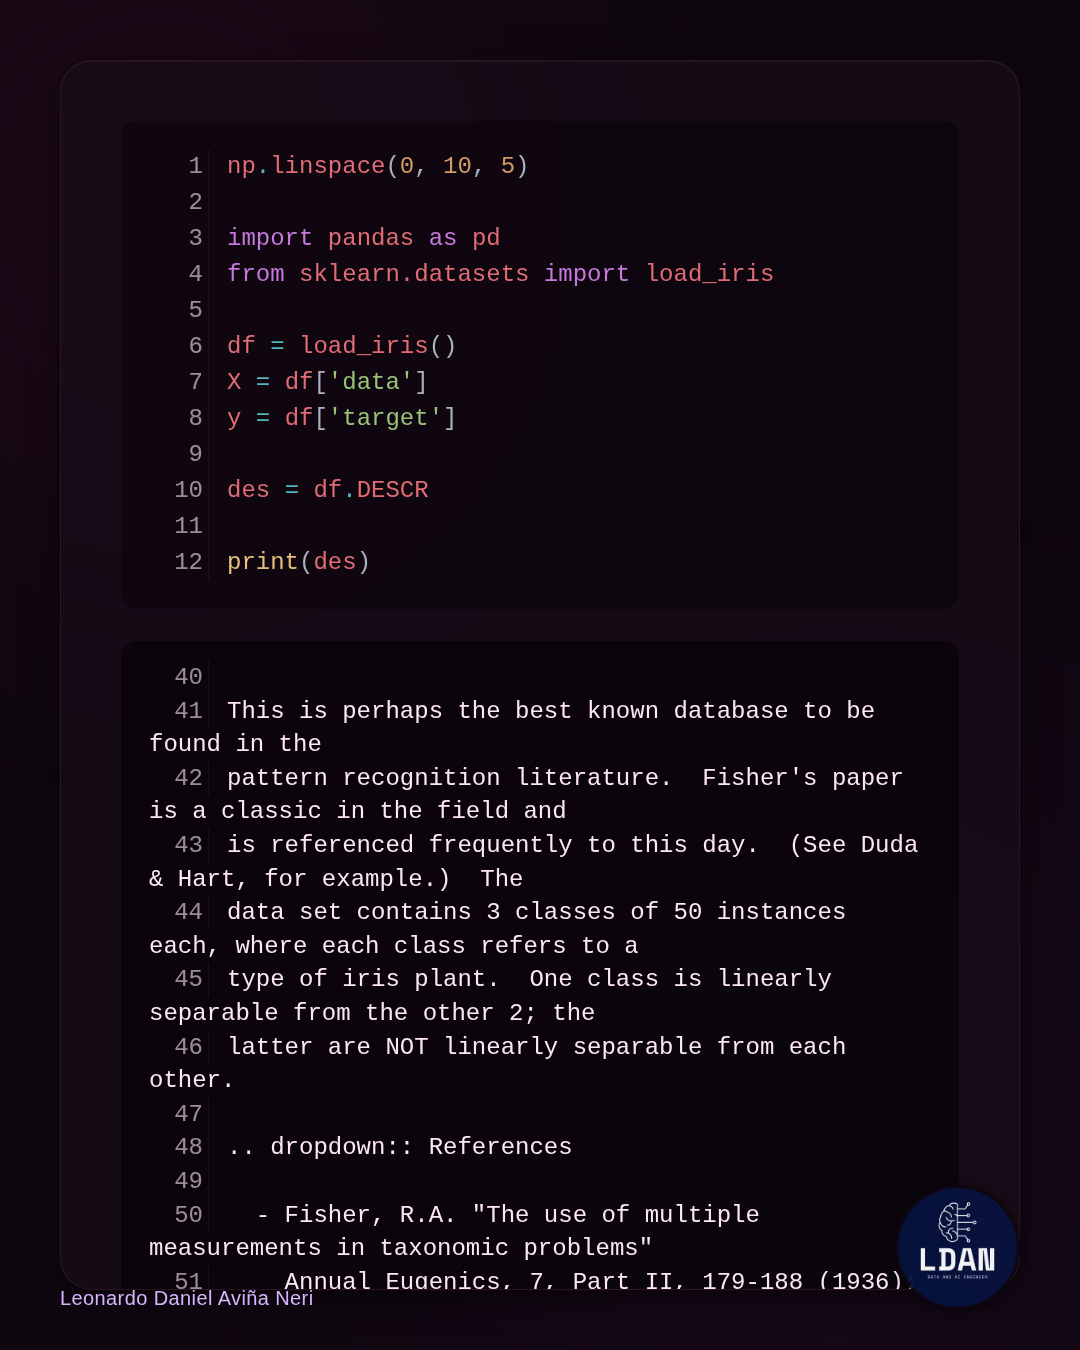 1 np.linspace(0, 10, 5)
2
3 import pandas as pd
4 from sklearn.datasets import load_iris
5
6 df = load_iris()
7 X = df['data']
8 y = df['target']
9
10 des = df.DESCR
11
12 print(des)
40
41 This is perhaps the best known database to be
found in the
42 pattern recognition literature.  Fisher's paper
is a classic in the field and
43 is referenced frequently to this day.  (See Duda
& Hart, for example.)  The
44 data set contains 3 classes of 50 instances
each, where each class refers to a
45 type of iris plant.  One class is linearly
separable from the other 2; the
46 latter are NOT linearly separable from each
other.
47
48 .. dropdown:: References
49
50   - Fisher, R.A. "The use of multiple
measurements in taxonomic problems"
51     Annual Eugenics, 7, Part II, 179-188 (1936)
Leonardo Daniel Aviña Neri
LDAN
DATA AND AI ENGINEER